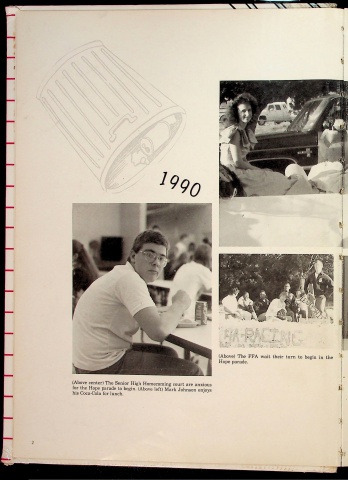 1990
HA-RACING
(Above) The FFA wait their turn to begin in the
Hope parade.
(Above center) The Senior High Homecoming court are anxious
for the Hope parade to begin. (Above left) Mark Johnson enjoys
his Coca-Cola for lunch.
2